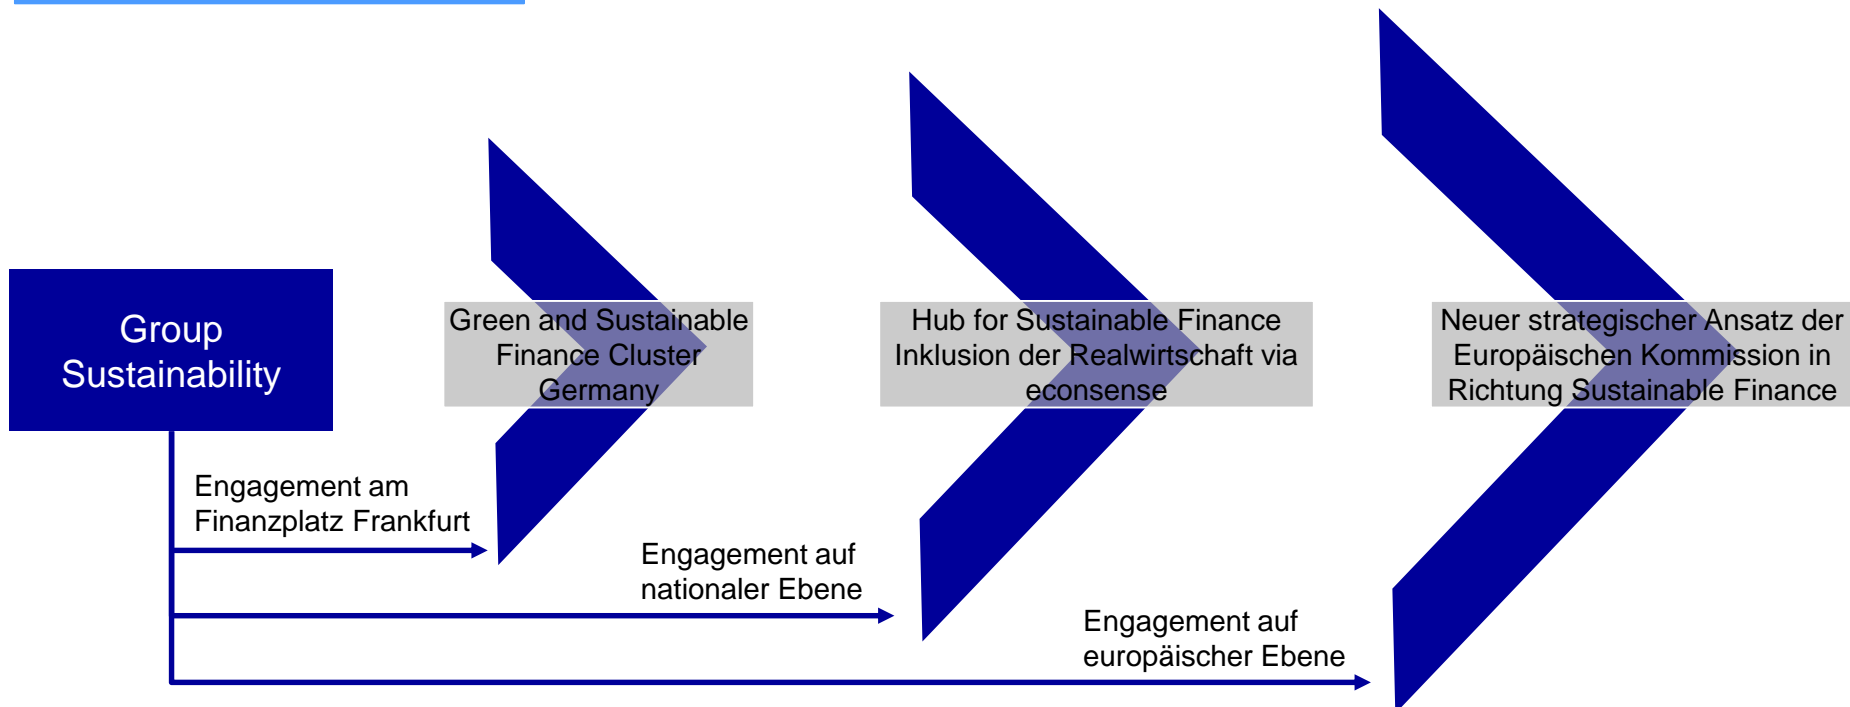 Group
Sustainability
Green and Sustainable
Finance Cluster
Germany
Hub for Sustainable Finance
Inklusion der Realwirtschaft via
econsense
Neuer strategischer Ansatz der
Europäischen Kommission in
Richtung Sustainable Finance
Engagement am
Finanzplatz Frankfurt
Engagement auf
nationaler Ebene
Engagement auf
europäischer Ebene